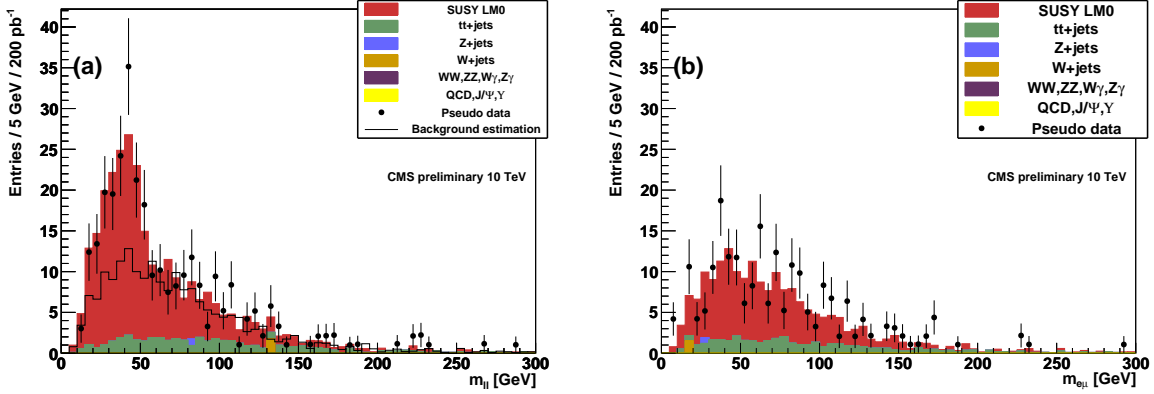 (a)
Entries / 5 GeV / 200 pb⁻¹
40
35
30
25
20
15
10
5
0
SUSY LM0
tt+jets
Z+jets
W+jets
WW,ZZ,Wγ,Zγ
QCD,J/Ψ,ϒ
Pseudo data
Background estimation
CMS preliminary 10 TeV
0 50 100 150 200 250 300
m_ll [GeV]
(b)
Entries / 5 GeV / 200 pb⁻¹
40
35
30
25
20
15
10
5
0
SUSY LM0
tt+jets
Z+jets
W+jets
WW,ZZ,Wγ,Zγ
QCD,J/Ψ,ϒ
Pseudo data
CMS preliminary 10 TeV
0 50 100 150 200 250 300
m_eμ [GeV]